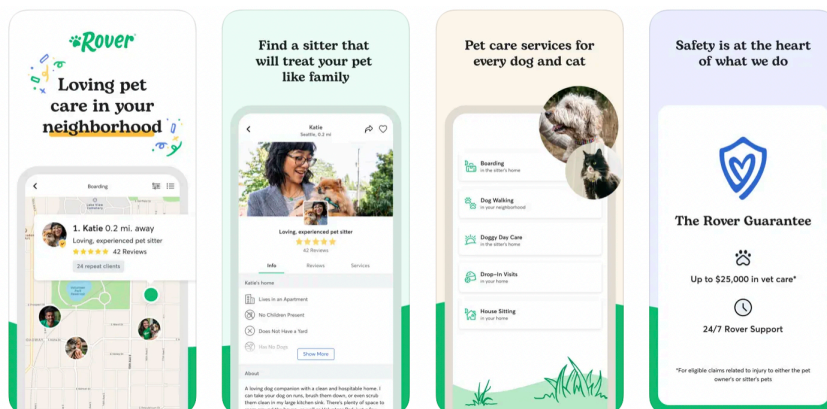 Rover
Loving pet
care in your
neighborhood
Boarding
1. Katie 0.2 mi. away
Loving, experienced pet sitter
42 Reviews
24 repeat clients
Find a sitter that
will treat your pet
like family
Katie
Seattle, 0.2 mi
Loving, experienced pet sitter
42 Reviews
Info Reviews Services
Katie's home
Lives in an Apartment
No Children Present
Does Not Have a Yard
Has No Dogs
Show More
About
A loving dog companion with a clean and hospitable home. I
can take your dog on runs, brush them down, or even scrub
them clean in my large kitchen sink. There's plenty of space to
Pet care services for
every dog and cat
Boarding
in the sitter's home
Dog Walking
in your neighborhood
Doggy Day Care
in the sitter's home
Drop-In Visits
in your home
House Sitting
in your home
Safety is at the heart
of what we do
The Rover Guarantee
Up to $25,000 in vet care*
24/7 Rover Support
*For eligible claims related to injury to either the pet
owner's or sitter's pets